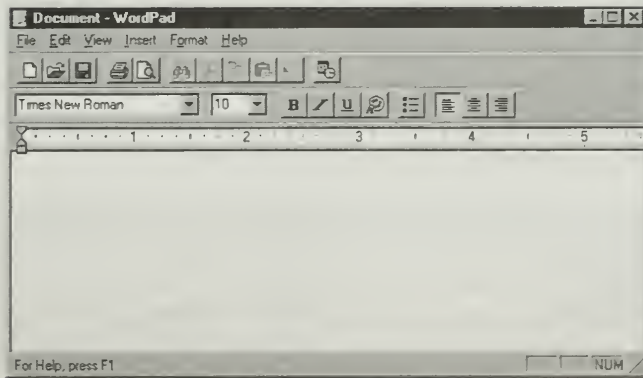 Document - WordPad
File Edit View Insert Format Help
Times New Roman 10 B I U
1 2 3 4 5
For Help, press F1 NUM